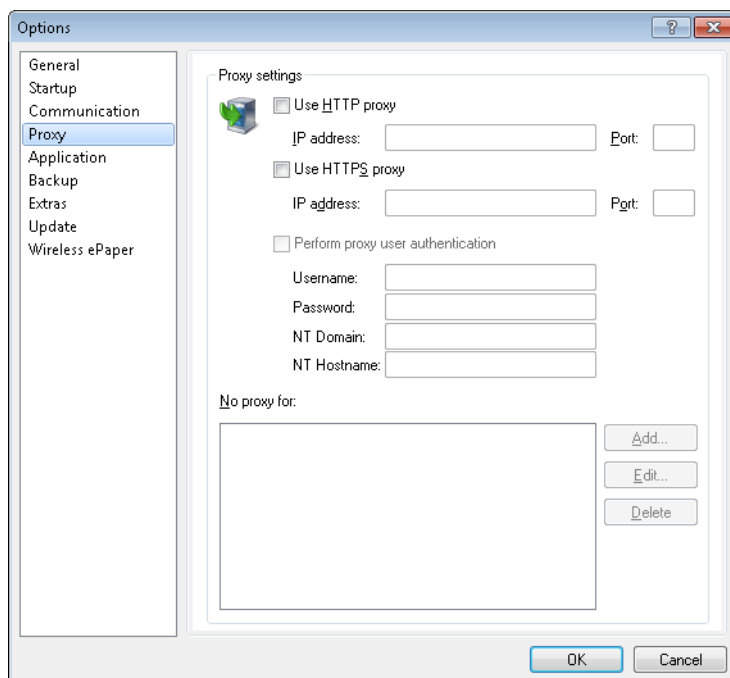 Options
General
Startup
Communication
Proxy
Application
Backup
Extras
Update
Wireless ePaper
Proxy settings
Use HTTP proxy
IP address: Port:
Use HTTPS proxy
IP address: Port:
Perform proxy user authentication
Username:
Password:
NT Domain:
NT Hostname:
No proxy for:
Add...
Edit...
Delete
OK Cancel